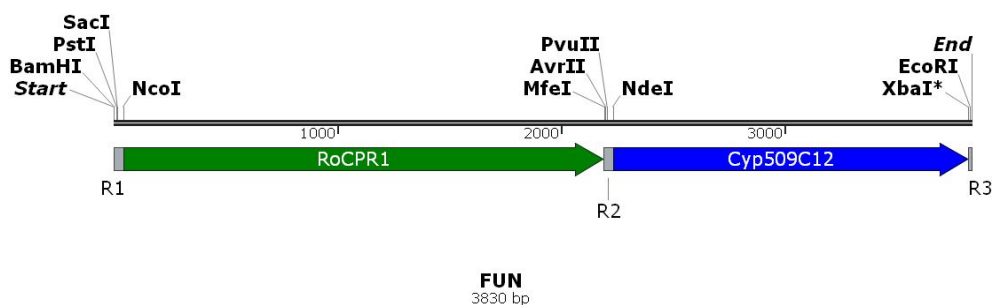 SacI
PstI
PvuII
End
BamHI
AvrII
EcoRI
Start
NcoI
MfeI
NdeI
XbaI*
1000
2000
3000
RoCPR1
Cyp509C12
R1
R2
R3
FUN
3830 bp